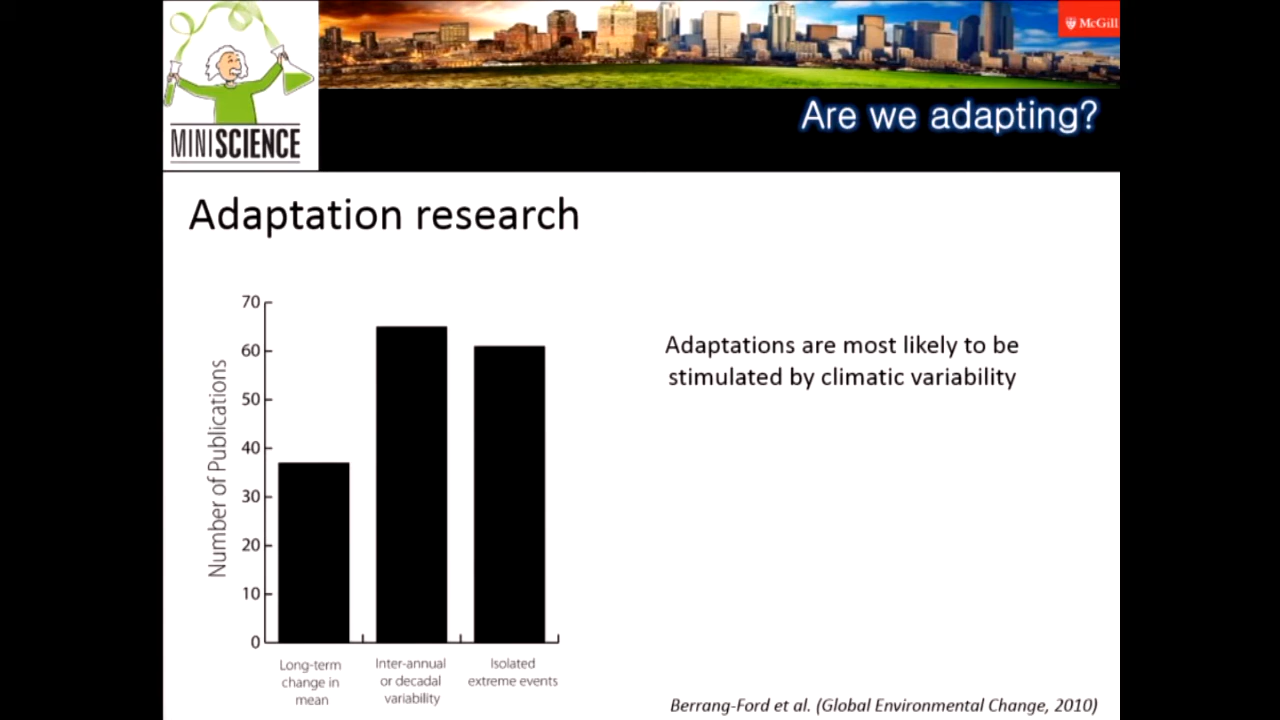 McGill
Are we adapting?
MINISCIENCE
Adaptation research
70
60
50
40
30
20
10
0
Number of Publications
Long-term
change in
mean
Inter-annual
or decadal
variability
Isolated
extreme events
Adaptations are most likely to be
stimulated by climatic variability
Berrang-Ford et al. (Global Environmental Change, 2010)